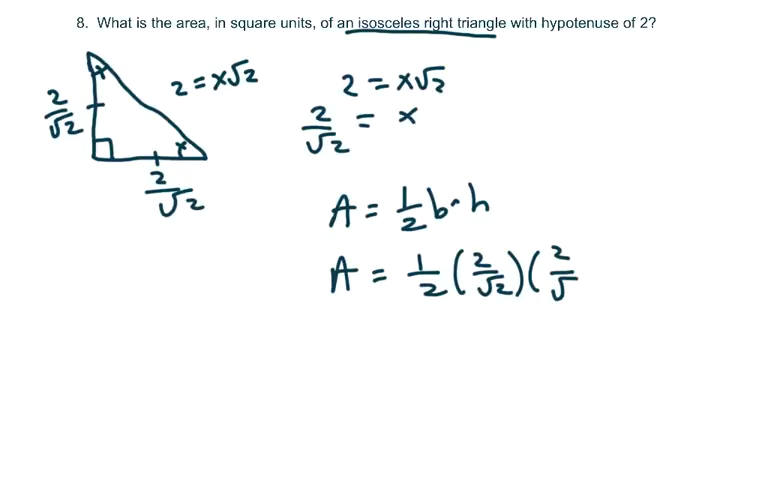 8. What is the area, in square units, of an isosceles right triangle with hypotenuse of 2?
x
2 = x√2
2/√2
x
2/√2
2 = x√2
2/√2 = x
A = 1/2 b · h
A = 1/2 (2/√2)(2/√